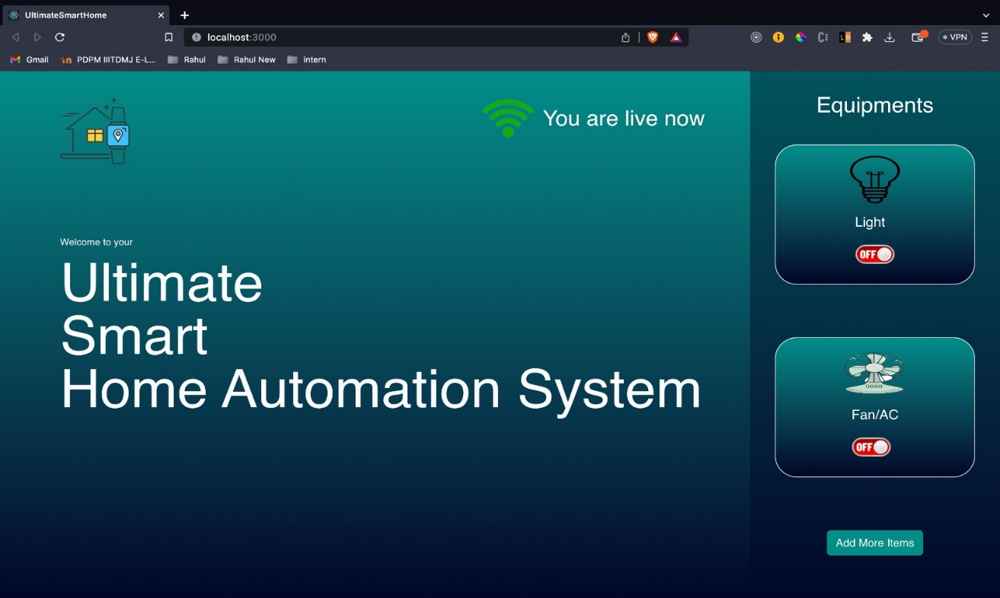 UltimateSmartHome
localhost:3000
VPN
Gmail
PDPM IIITDMJ E-L...
Rahul
Rahul New
intern
You are live now
Welcome to your
Ultimate
Smart
Home Automation System
Equipments
Light
OFF
Fan/AC
OFF
Add More Items